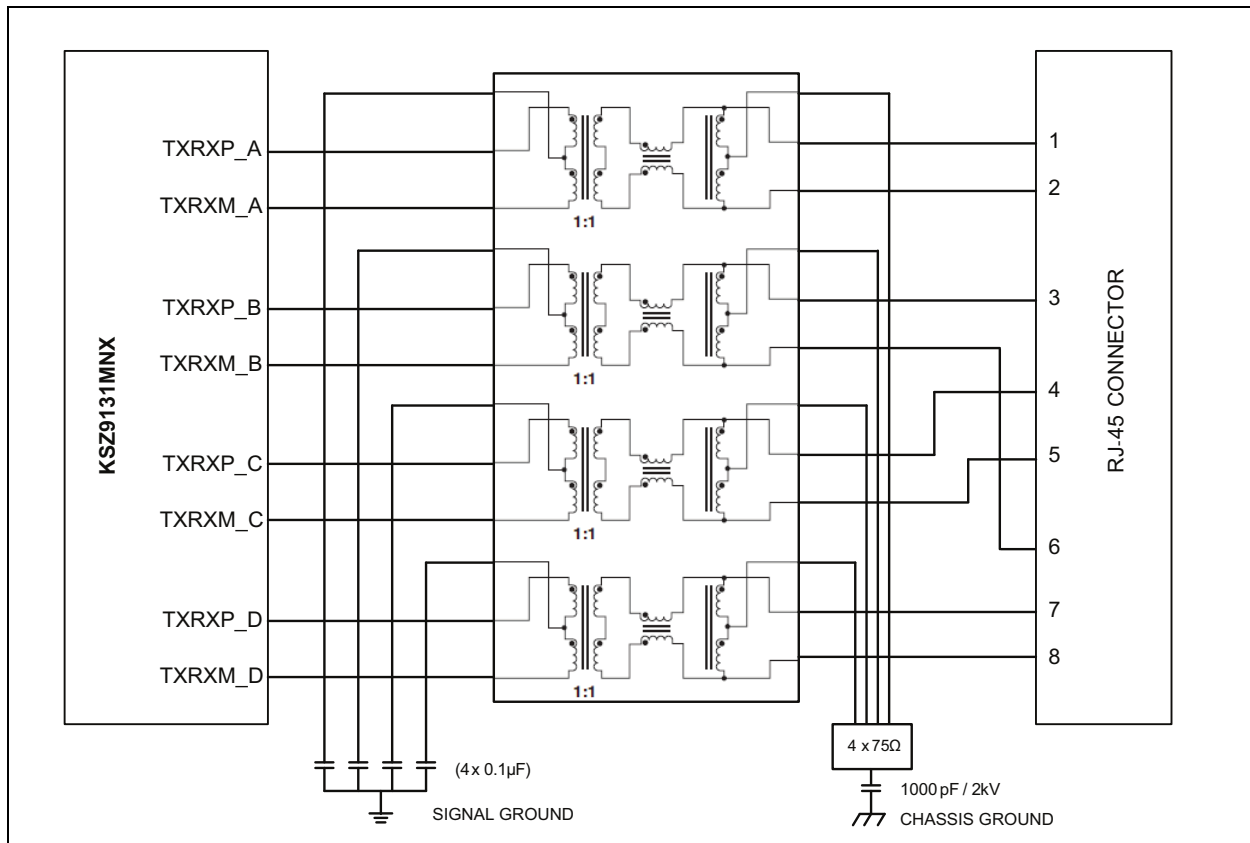 KSZ9131MNX
TXRXP_A
TXRXM_A
TXRXP_B
TXRXM_B
TXRXP_C
TXRXM_C
TXRXP_D
TXRXM_D
1:1
1:1
1:1
1:1
1
2
3
4
5
6
7
8
RJ-45 CONNECTOR
(4x 0.1µF)
SIGNAL GROUND
4 x 75Ω
1000 pF / 2kV
CHASSIS GROUND